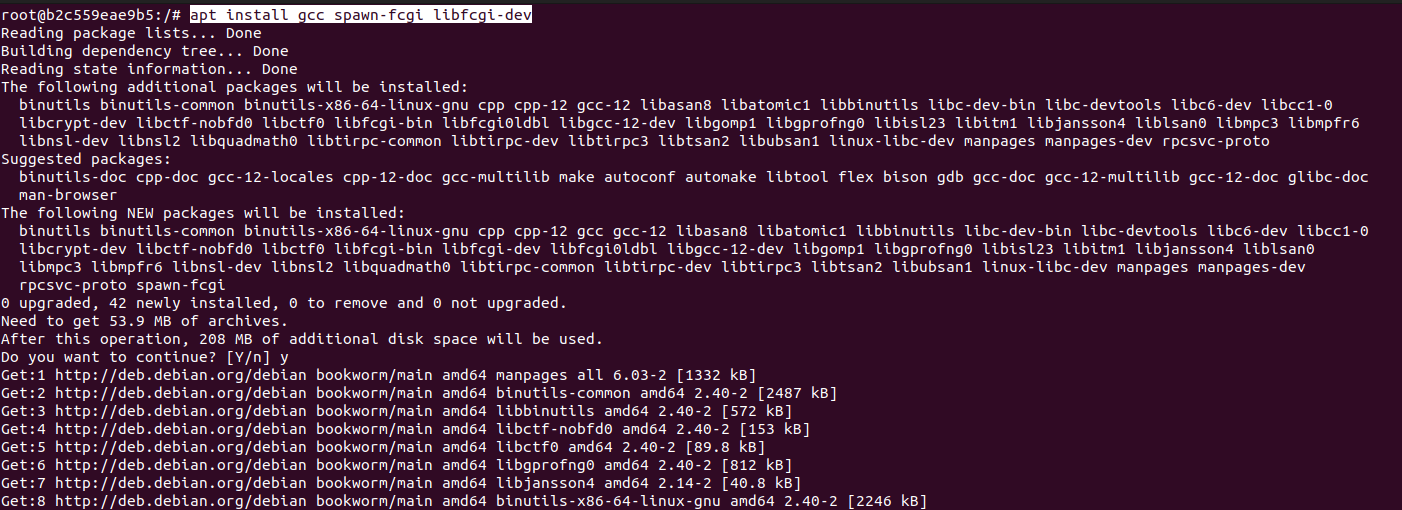 root@b2c559eae9b5:/# apt install gcc spawn-fcgi libfcgi-dev
Reading package lists... Done
Building dependency tree... Done
Reading state information... Done
The following additional packages will be installed:
  binutils binutils-common binutils-x86-64-linux-gnu cpp cpp-12 gcc-12 libasan8 libatomic1 libbinutils libc-dev-bin libc-devtools libc6-dev libcc1-0
  libcrypt-dev libctf-nobfd0 libctf0 libfcgi-bin libfcgi0ldbl libgcc-12-dev libgomp1 libgprofng0 libisl23 libitm1 libjansson4 liblsan0 libmpc3 libmpfr6
  libnsl-dev libnsl2 libquadmath0 libtirpc-common libtirpc-dev libtirpc3 libtsan2 libubsan1 linux-libc-dev manpages manpages-dev rpcsvc-proto
Suggested packages:
  binutils-doc cpp-doc gcc-12-locales cpp-12-doc gcc-multilib make autoconf automake libtool flex bison gdb gcc-doc gcc-12-multilib gcc-12-doc glibc-doc
  man-browser
The following NEW packages will be installed:
  binutils binutils-common binutils-x86-64-linux-gnu cpp cpp-12 gcc gcc-12 libasan8 libatomic1 libbinutils libc-dev-bin libc-devtools libc6-dev libcc1-0
  libcrypt-dev libctf-nobfd0 libctf0 libfcgi-bin libfcgi-dev libfcgi0ldbl libgcc-12-dev libgomp1 libgprofng0 libisl23 libitm1 libjansson4 liblsan0
  libmpc3 libmpfr6 libnsl-dev libnsl2 libquadmath0 libtirpc-common libtirpc-dev libtirpc3 libtsan2 libubsan1 linux-libc-dev manpages manpages-dev
  rpcsvc-proto spawn-fcgi
0 upgraded, 42 newly installed, 0 to remove and 0 not upgraded.
Need to get 53.9 MB of archives.
After this operation, 208 MB of additional disk space will be used.
Do you want to continue? [Y/n] y
Get:1 http://deb.debian.org/debian bookworm/main amd64 manpages all 6.03-2 [1332 kB]
Get:2 http://deb.debian.org/debian bookworm/main amd64 binutils-common amd64 2.40-2 [2487 kB]
Get:3 http://deb.debian.org/debian bookworm/main amd64 libbinutils amd64 2.40-2 [572 kB]
Get:4 http://deb.debian.org/debian bookworm/main amd64 libctf-nobfd0 amd64 2.40-2 [153 kB]
Get:5 http://deb.debian.org/debian bookworm/main amd64 libctf0 amd64 2.40-2 [89.8 kB]
Get:6 http://deb.debian.org/debian bookworm/main amd64 libgprofng0 amd64 2.40-2 [812 kB]
Get:7 http://deb.debian.org/debian bookworm/main amd64 libjansson4 amd64 2.14-2 [40.8 kB]
Get:8 http://deb.debian.org/debian bookworm/main amd64 binutils-x86-64-linux-gnu amd64 2.40-2 [2246 kB]